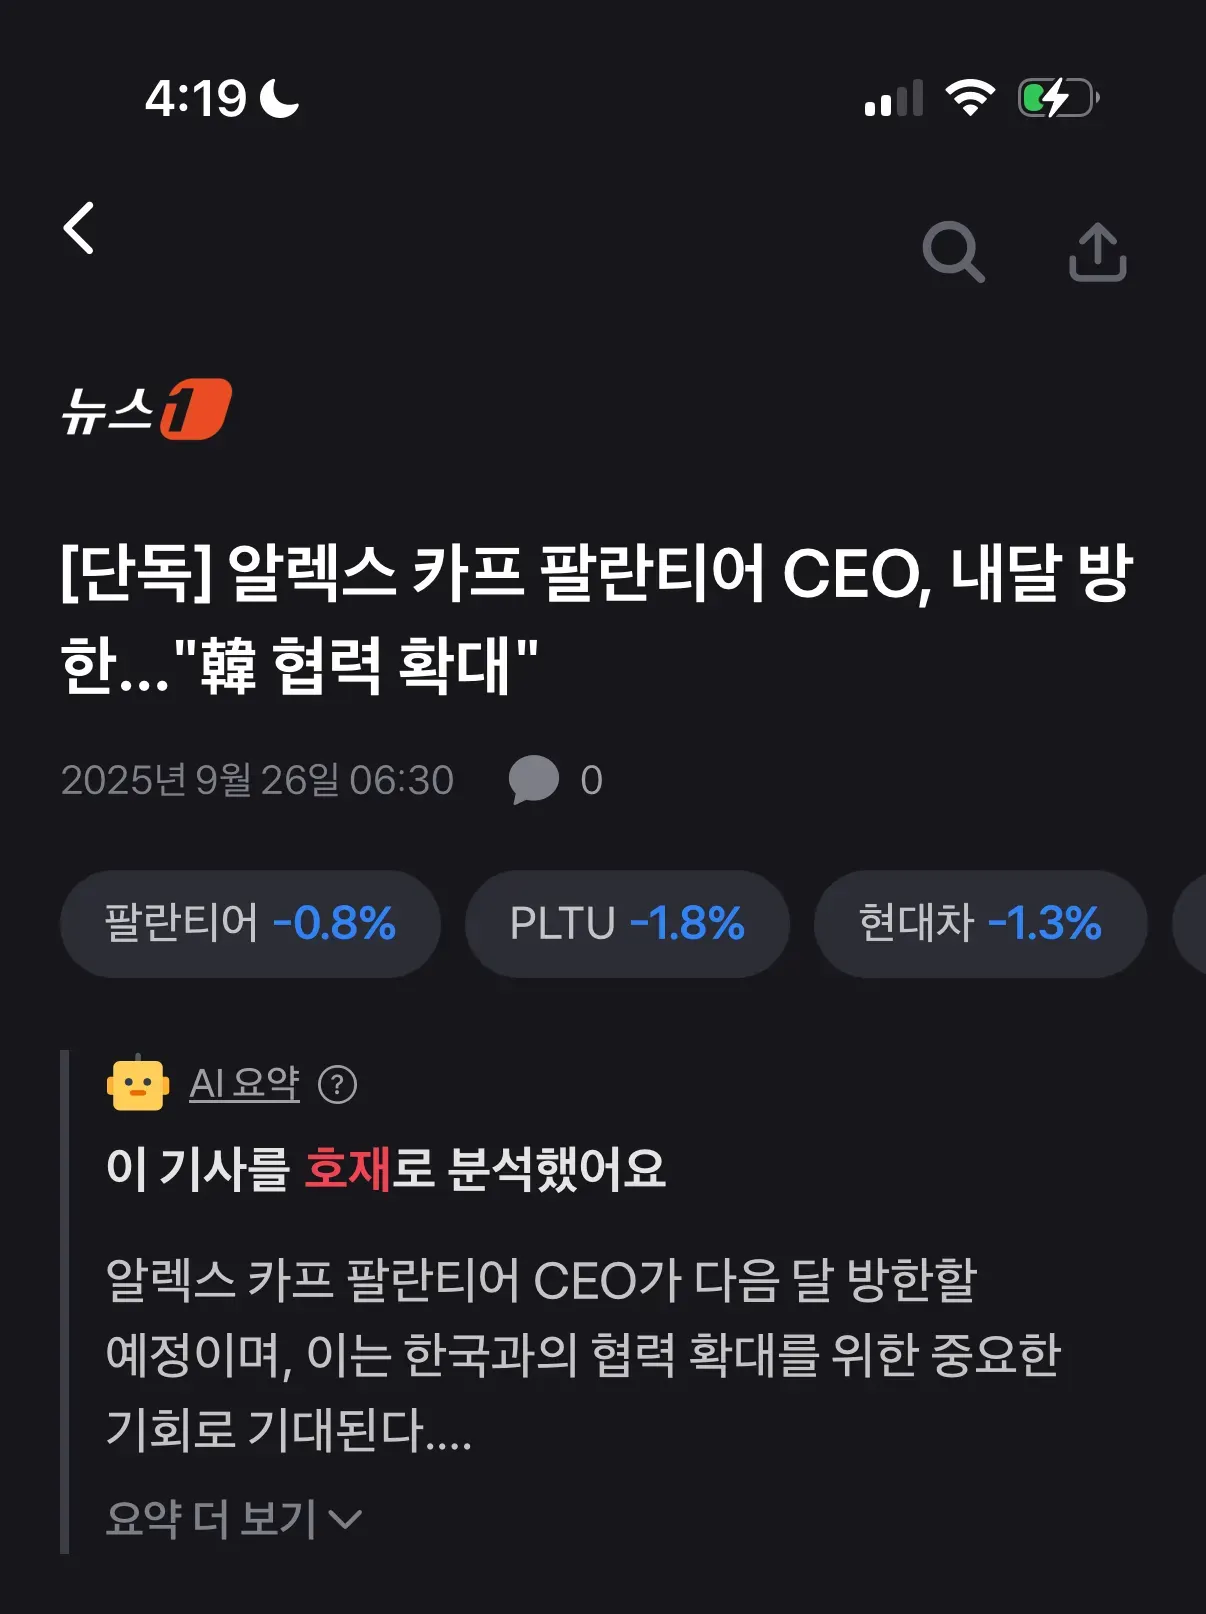 4:19
뉴스1
[단독] 알렉스 카프 팔란티어 CEO, 내달 방
한..."韓 협력 확대"
2025년 9월 26일 06:30 0
팔란티어 -0.8% PLTU -1.8% 현대차 -1.3%
AI 요약 ?
이 기사를 호재로 분석했어요
알렉스 카프 팔란티어 CEO가 다음 달 방한할
예정이며, 이는 한국과의 협력 확대를 위한 중요한
기회로 기대된다....
요약 더 보기